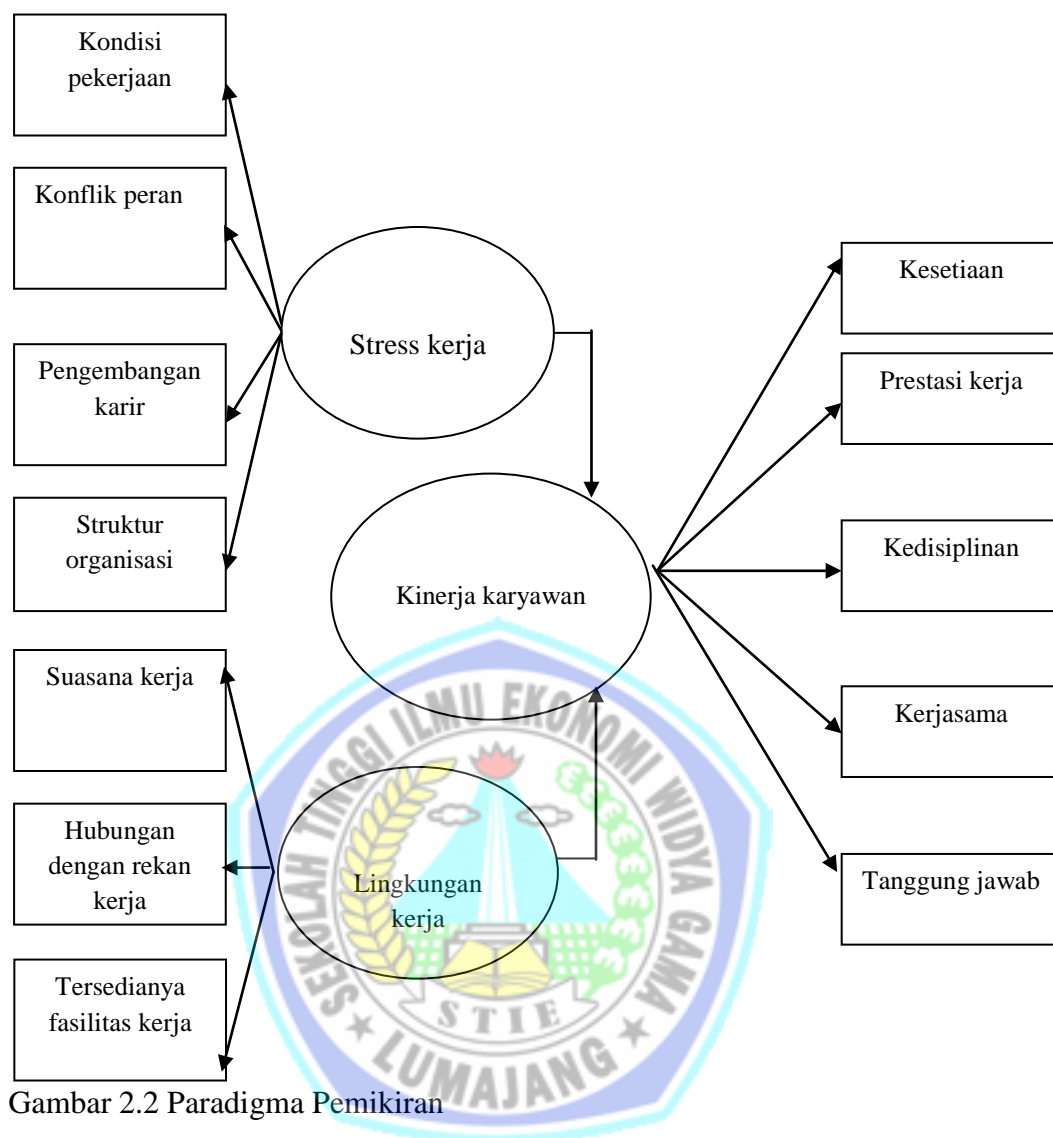 Kondisi
pekerjaan
Konflik peran
Pengembangan
karir
Struktur
organisasi
Suasana kerja
Hubungan
dengan rekan
kerja
Tersedianya
fasilitas kerja
Stress kerja
Kinerja karyawan
Lingkungan
kerja
Kesetiaan
Prestasi kerja
Kedisiplinan
Kerjasama
Tanggung jawab
SEKOLAH TINGGI ILMU EKONOMI WIDYA GAMA
STIE
LUMAJANG
Gambar 2.2 Paradigma Pemikiran